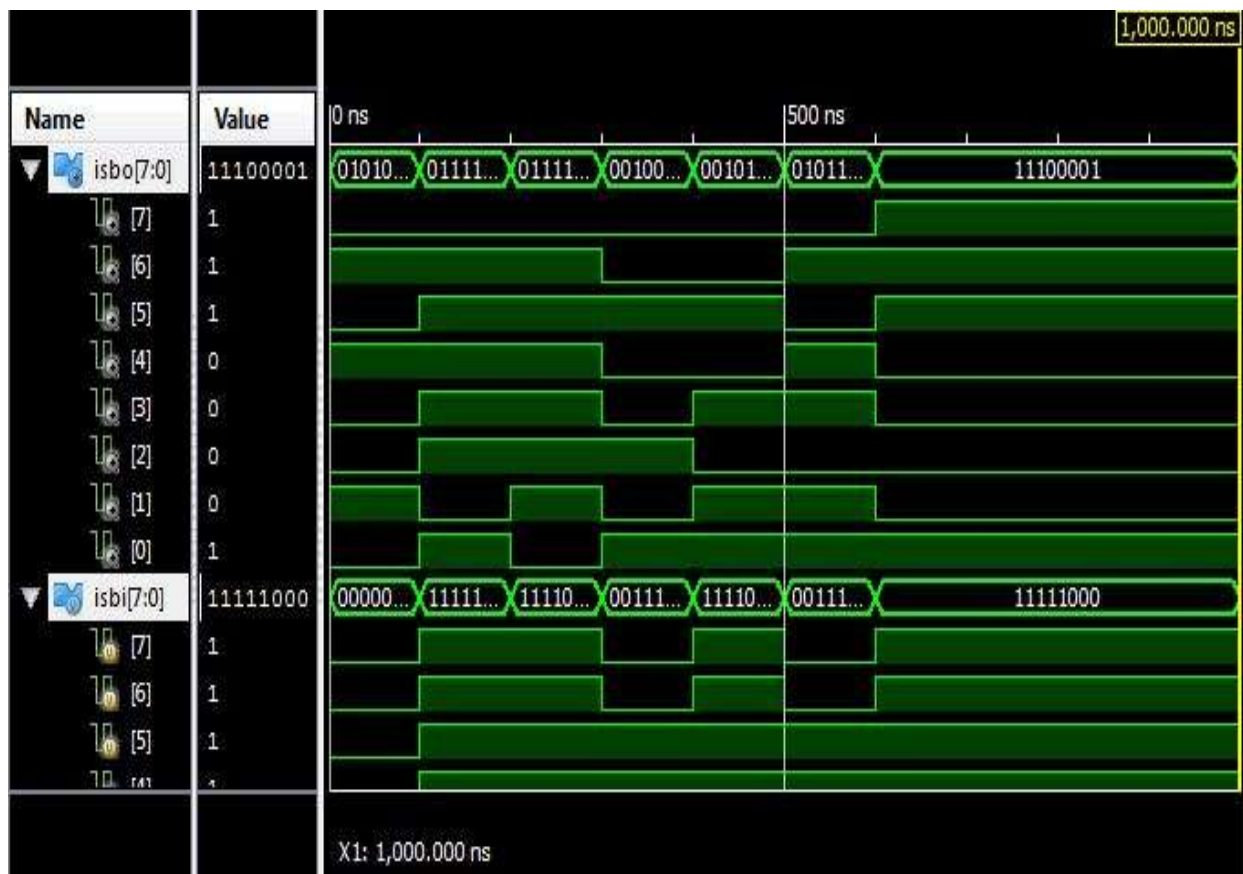 1,000.000 ns
Name Value 0 ns 500 ns
isbo[7:0] 11100001 01010... 01111... 01111... 00100... 00101... 01011... 11100001
[7] 1
[6] 1
[5] 1
[4] 0
[3] 0
[2] 0
[1] 0
[0] 1
isbi[7:0] 11111000 00000... 11111... 11110... 00111... 11110... 00111... 11111000
[7] 1
[6] 1
[5] 1
[4] 1
X1: 1,000.000 ns